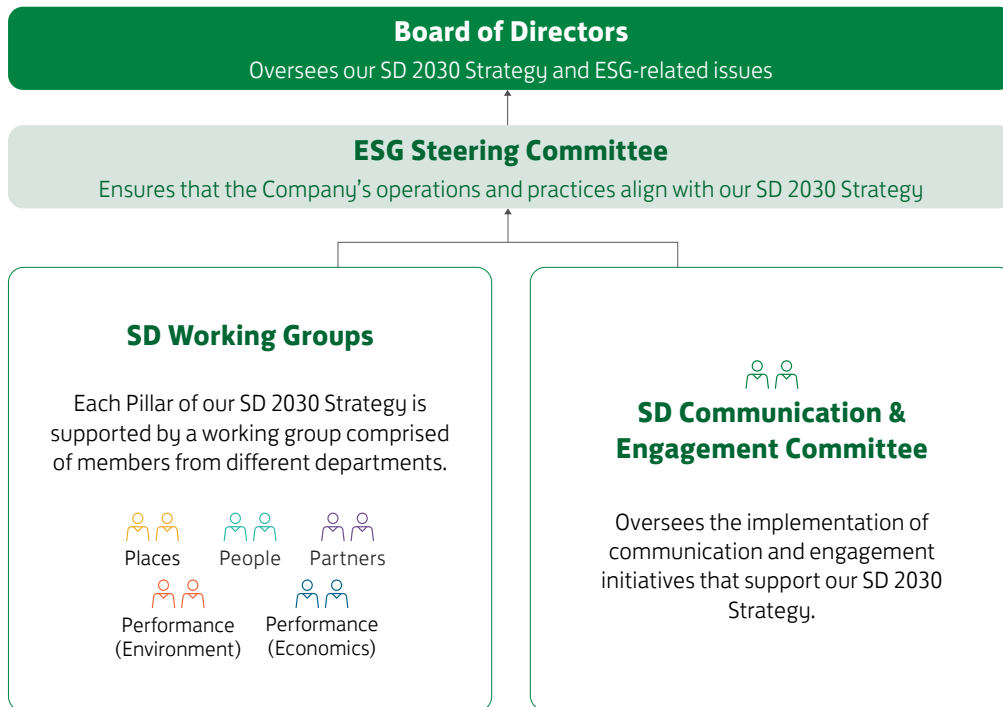 Board of Directors
Oversees our SD 2030 Strategy and ESG-related issues
ESG Steering Committee
Ensures that the Company's operations and practices align with our SD 2030 Strategy
SD Working Groups
Each Pillar of our SD 2030 Strategy is
supported by a working group comprised
of members from different departments.
Places
People
Partners
Performance
(Environment)
Performance
(Economics)
SD Communication &
Engagement Committee
Oversees the implementation of
communication and engagement
initiatives that support our SD 2030
Strategy.